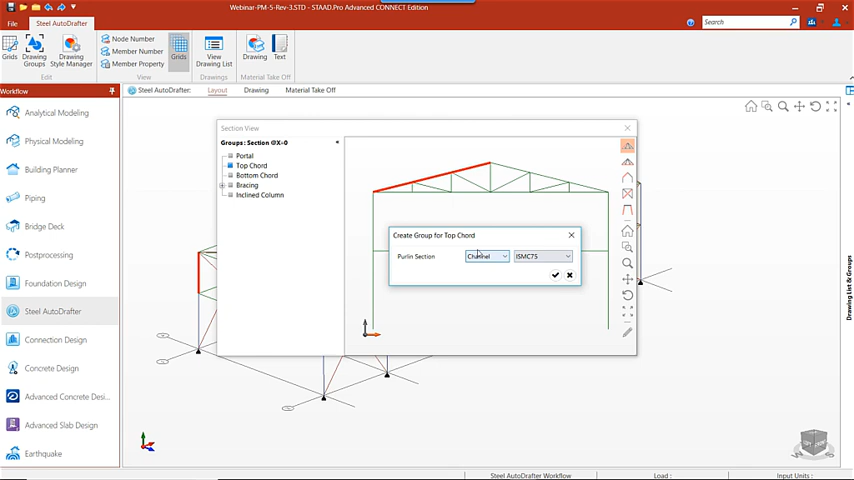 Webinar-PM-5-Rev-3.STD - STAAD.Pro Advanced CONNECT Edition
File
Steel AutoDrafter
Search
Grids
Drawing Groups
Drawing Style Manager
Node Number
Member Number
Member Property
Grids
View Drawing List
Drawing
Text
Edit
View
Drawings
Material Take Off
Workflow
Steel AutoDrafter:
Layout
Drawing
Material Take Off
Analytical Modeling
Physical Modeling
Building Planner
Piping
Bridge Deck
Postprocessing
Foundation Design
Steel AutoDrafter
Connection Design
Concrete Design
Advanced Concrete Desi...
Advanced Slab Design
Earthquake
Section View
Groups: Section @X-0
Portal
Top Chord
Bottom Chord
Bracing
Inclined Column
Create Group for Top Chord
Purlin Section
Channel
ISMC75
Drawing List & Groups
Steel AutoDrafter Workflow
Load :
Input Units :